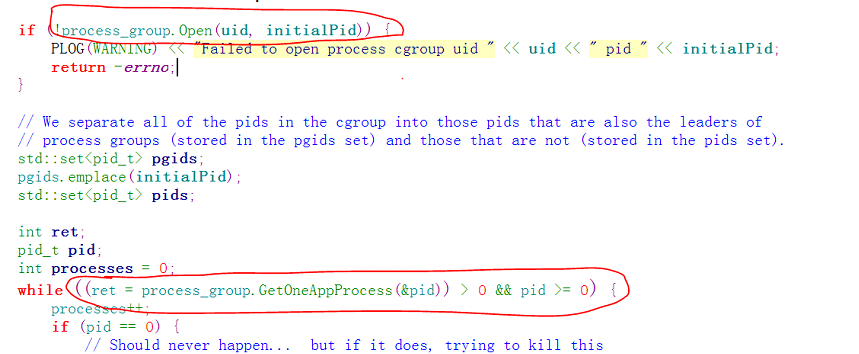 if (!process_group.Open(uid, initialPid)) {
PLOG(WARNING) << "Failed to open process cgroup uid " << uid << " pid " << initialPid;
return -errno;
}
// We separate all of the pids in the cgroup into those pids that are also the leaders of
// process groups (stored in the pgids set) and those that are not (stored in the pids set).
std::set<pid_t> pgids;
pgids.emplace(initialPid);
std::set<pid_t> pids;
int ret;
pid_t pid;
int processes = 0;
while ((ret = process_group.GetOneAppProcess(&pid)) > 0 && pid >= 0) {
processes++;
if (pid == 0) {
// Should never happen... but if it does, trying to kill this